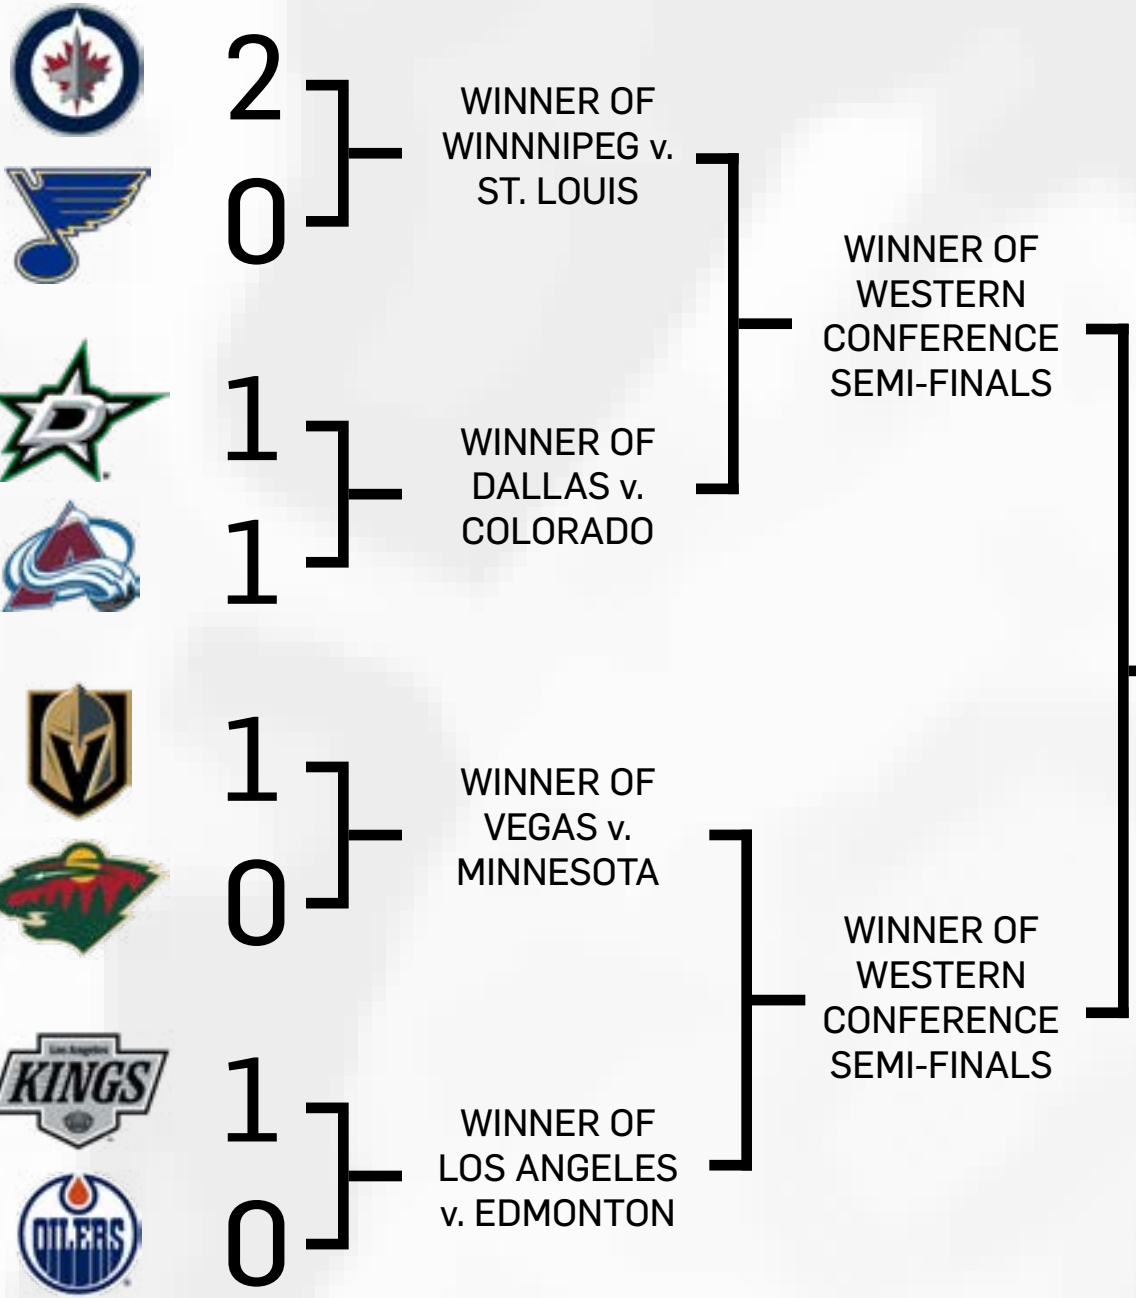 2
WINNER OF
WINNNIPEG v.
ST. LOUIS
0
WINNER OF
WESTERN
CONFERENCE
SEMI-FINALS
1
WINNER OF
DALLAS v.
COLORADO
1
1
WINNER OF
VEGAS v.
MINNESOTA
0
WINNER OF
WESTERN
CONFERENCE
SEMI-FINALS
Los Angeles
KINGS
1
WINNER OF
LOS ANGELES
v. EDMONTON
OILERS
0
D
A
V